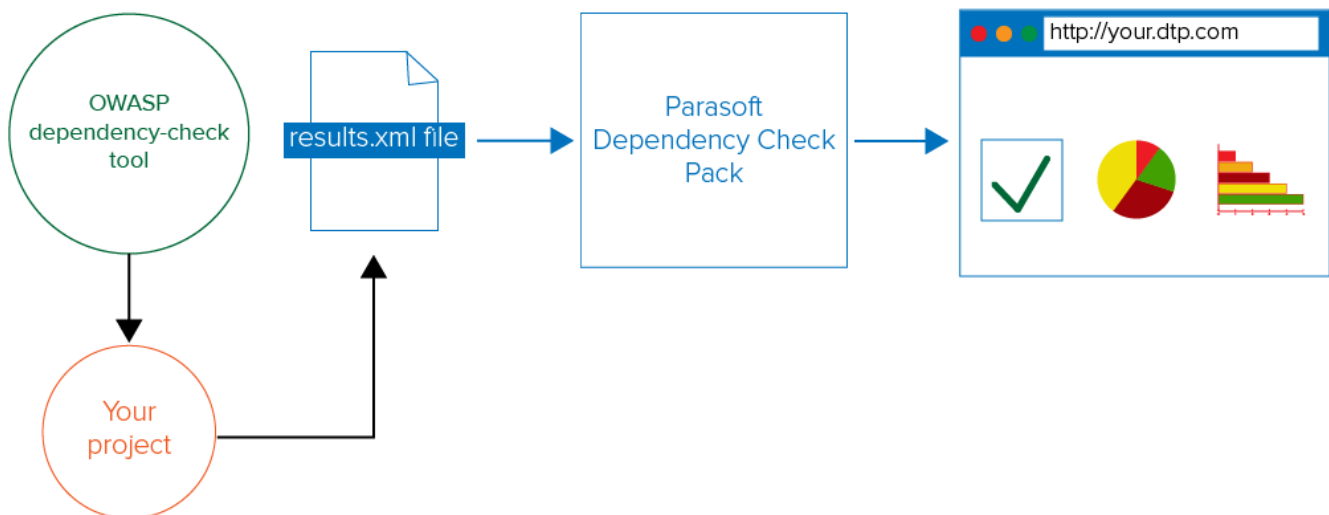 OWASP
dependency-check
tool
results.xml file
Parasoft
Dependency Check
Pack
http://your.dtp.com
Your
project